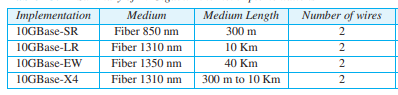 Implementation Medium Medium Length Number of wires
10GBase-SR Fiber 850 nm 300 m 2
10GBase-LR Fiber 1310 nm 10 Km 2
10GBase-EW Fiber 1350 nm 40 Km 2
10GBase-X4 Fiber 1310 nm 300 m to 10 Km 2